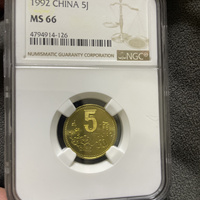 1992 CHINA 5J
MS 66
4794914-126
NUMISMATIC GUARANTY CORPORATION
NGC
5